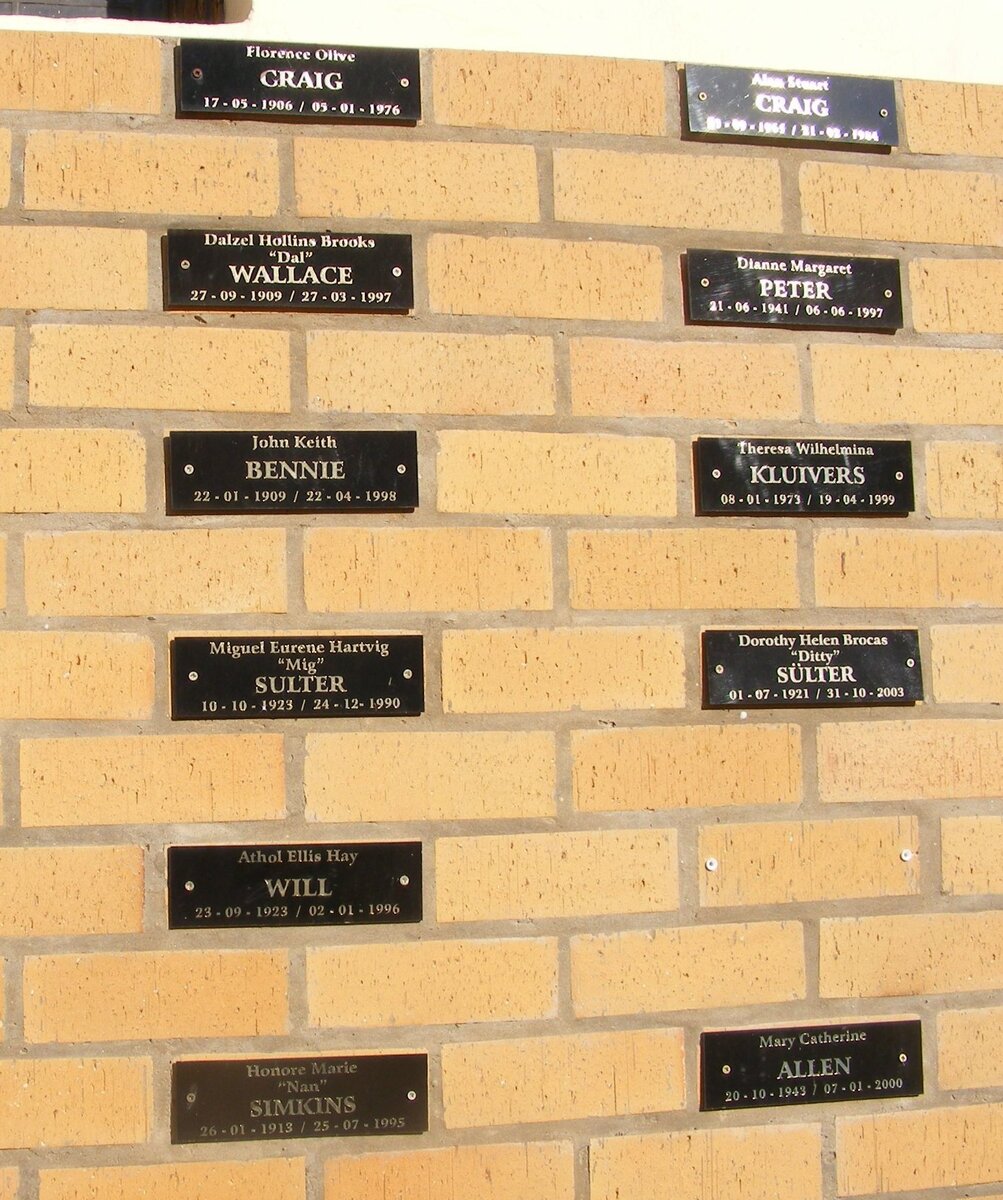 Florence Olive
CRAIG
17 - 05 - 1906 / 05 - 01 - 1976
Alan Stuart
CRAIG
Dalzel Hollins Brooks
“Dal”
WALLACE
27 - 09 - 1909 / 27 - 03 - 1997
Dianne Margaret
PETER
21 - 06 - 1941 / 06 - 06 - 1997
John Keith
BENNIE
22 - 01 - 1909 / 22 - 04 - 1998
Theresa Wilhelmina
KLUIVERS
08 - 01 - 1973 / 19 - 04 - 1999
Miguel Eurene Hartvig
“Mig”
SULTER
10 - 10 - 1923 / 24 - 12- 1990
Dorothy Helen Brocas
“Ditty”
SÜLTER
01 - 07 - 1921 / 31 - 10 - 2003
Athol Ellis Hay
WILL
23 - 09 - 1923 / 02 - 01 - 1996
Honore Marie
“Nan”
SIMKINS
26 - 01 - 1913 / 25 - 07 - 1995
Mary Catherine
ALLEN
20 - 10 - 1943 / 07 - 01 - 2000